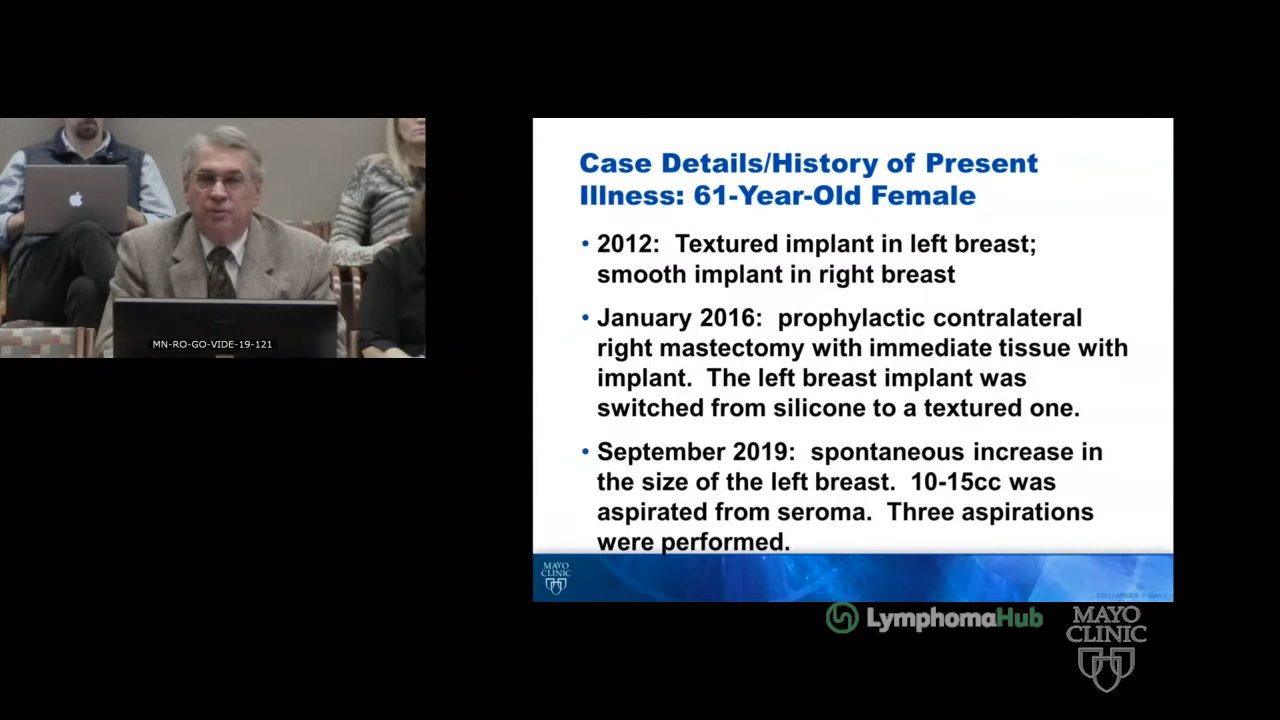 Case Details/History of Present
Illness: 61-Year-Old Female
• 2012: Textured implant in left breast;
smooth implant in right breast
• January 2016: prophylactic contralateral
right mastectomy with immediate tissue with
implant. The left breast implant was
switched from silicone to a textured one.
• September 2019: spontaneous increase in
the size of the left breast. 10-15cc was
aspirated from seroma. Three aspirations
were performed.
MN-RO-GO-VIDE-19-121
MAYO
CLINIC
LymphomaHub
MAYO
CLINIC